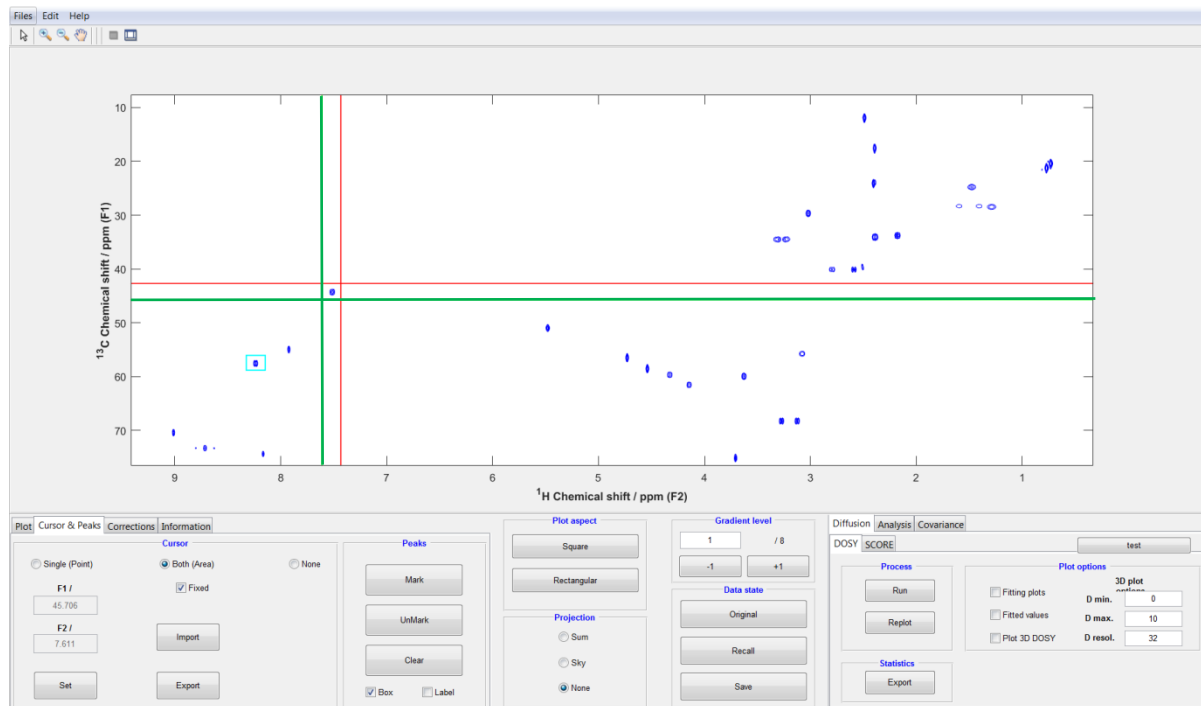 Files Edit Help
10
20
30
40
50
60
70
¹³C Chemical shift / ppm (F1)
9 8 7 6 5 4 3 2 1
¹H Chemical shift / ppm (F2)
Plot Cursor & Peaks Corrections Information
Cursor
Single (Point) Both (Area) None
F1 /
Fixed
45.706
F2 /
7.611
Import
Set
Export
Peaks
Mark
UnMark
Clear
Box Label
Plot aspect
Square
Rectangular
Projection
Sum
Sky
None
Gradient level
1 / 8
-1 +1
Data state
Original
Recall
Save
Diffusion Analysis Covariance
DOSY SCORE
test
Process
Run
Replot
Statistics
Export
Plot options
Fitting plots
Fitted values
Plot 3D DOSY
3D plot
options
D min. 0
D max. 10
D resol. 32